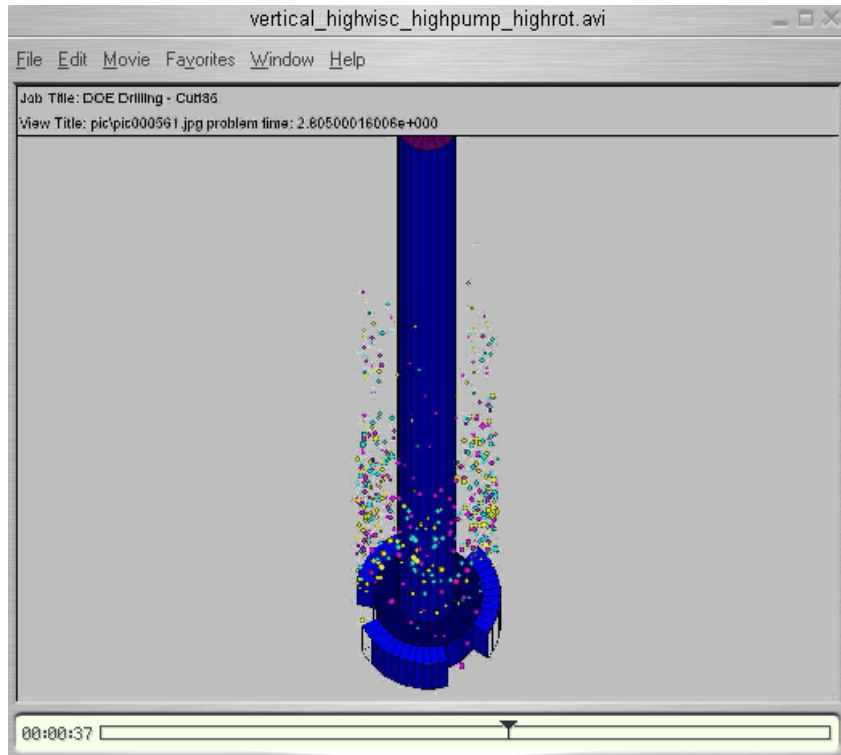 vertical_highvisc_highpump_highrot.avi
File Edit Movie Favorites Window Help
Job Title: DOE Drilling - Cutt36
View Title: pic\pic000561.jpg problem time: 2.80500016006e+000
00:00:37